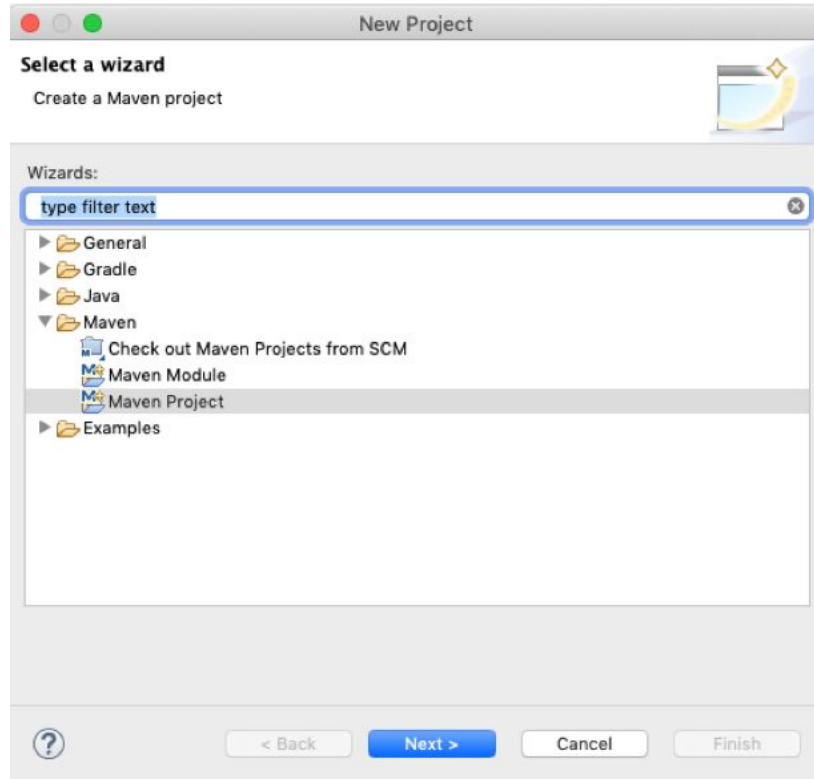 New Project
Select a wizard
Create a Maven project
Wizards:
type filter text
General
Gradle
Java
Maven
Check out Maven Projects from SCM
Maven Module
Maven Project
Examples
? < Back Next > Cancel Finish